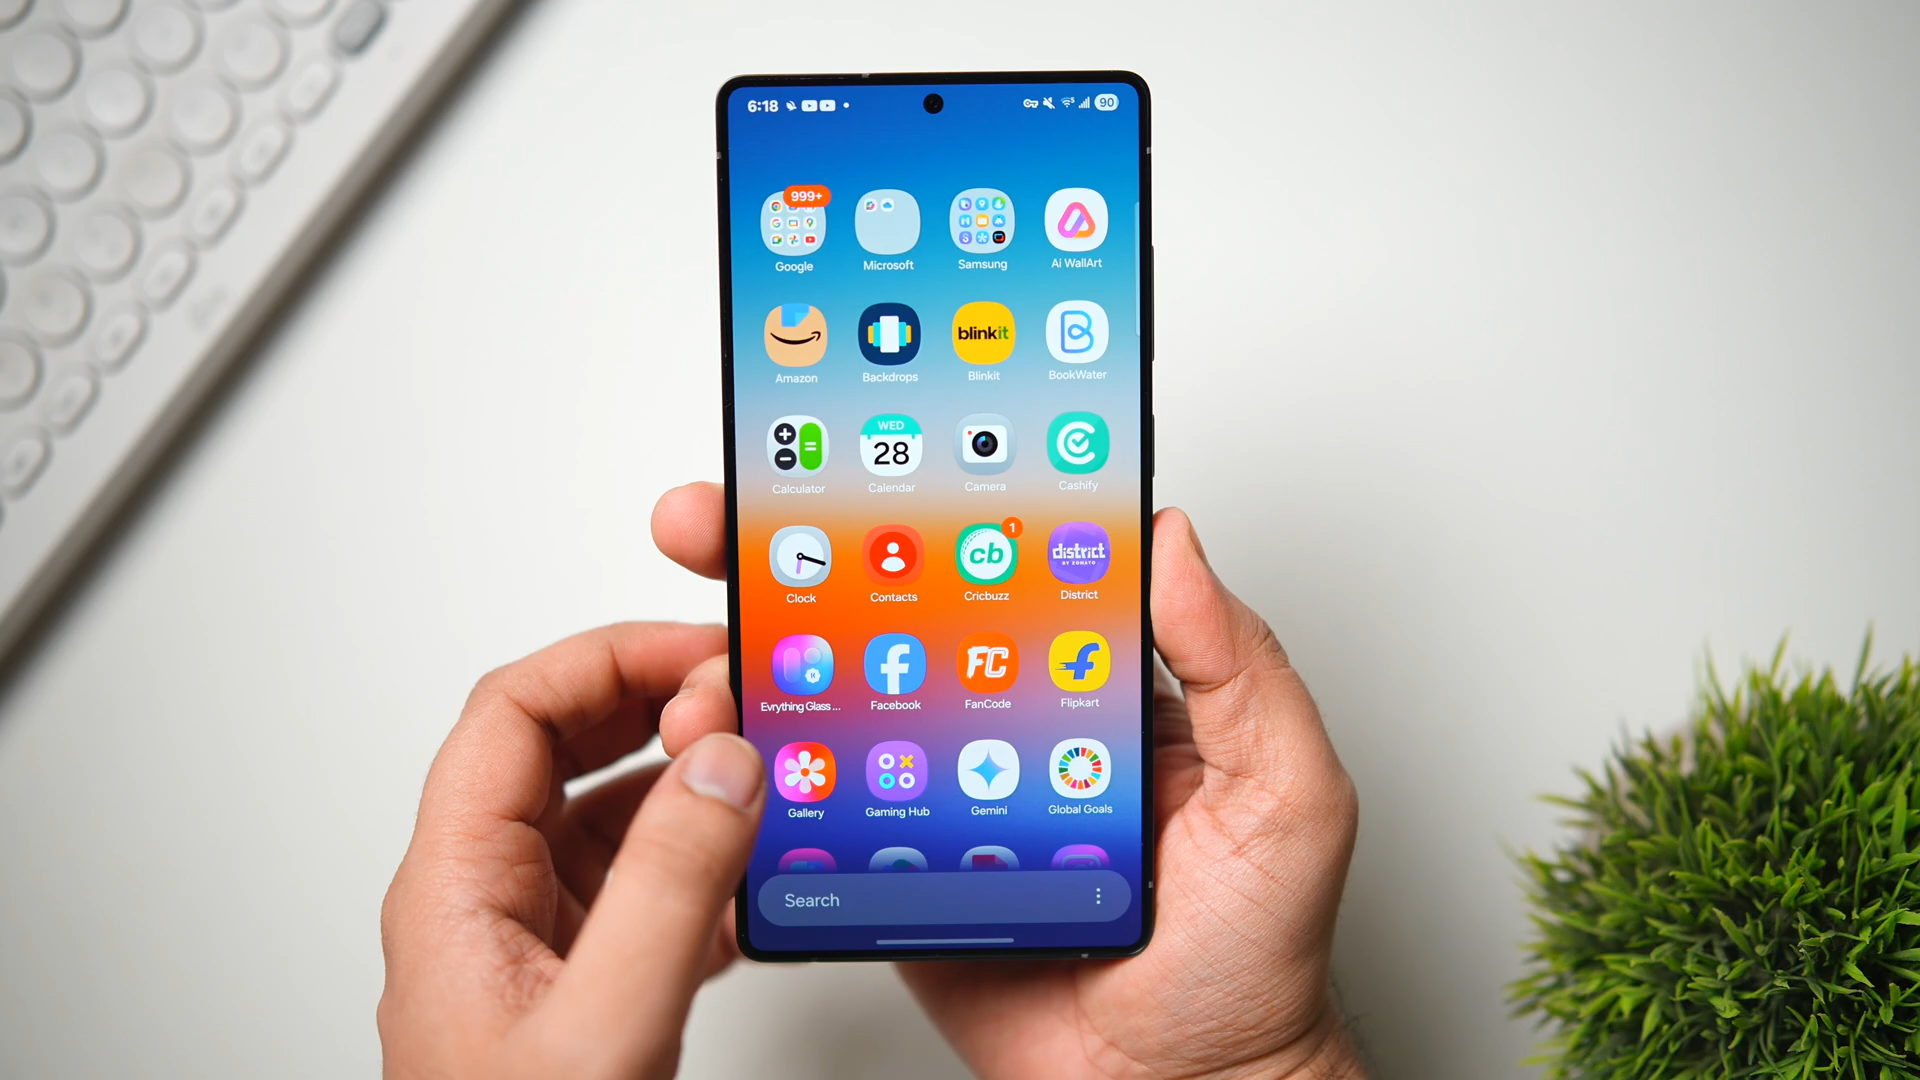 6:18 90
999+
Google Microsoft Samsung Ai WallArt
blinkit
Amazon Backdrops Blinkit BookWater
WED
28
Calculator Calendar Camera Cashify
1
cb district
BY ZOMATO
Clock Contacts Cricbuzz District
f FC f
Evrything Glass ... Facebook FanCode Flipkart
Gallery Gaming Hub Gemini Global Goals
Search